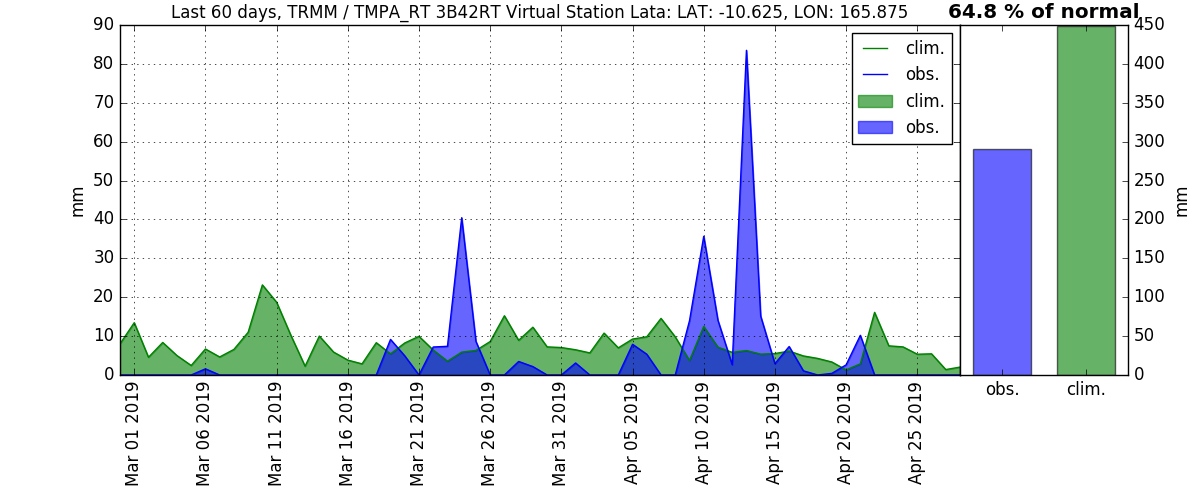 Last 60 days, TRMM / TMPA_RT 3B42RT Virtual Station Lata: LAT: -10.625, LON: 165.875
64.8 % of normal
90
80
70
60
50
40
30
20
10
0
mm
clim.
obs.
clim.
obs.
Mar 01 2019
Mar 06 2019
Mar 11 2019
Mar 16 2019
Mar 21 2019
Mar 26 2019
Mar 31 2019
Apr 05 2019
Apr 10 2019
Apr 15 2019
Apr 20 2019
Apr 25 2019
450
400
350
300
250
200
150
100
50
0
mm
obs.
clim.